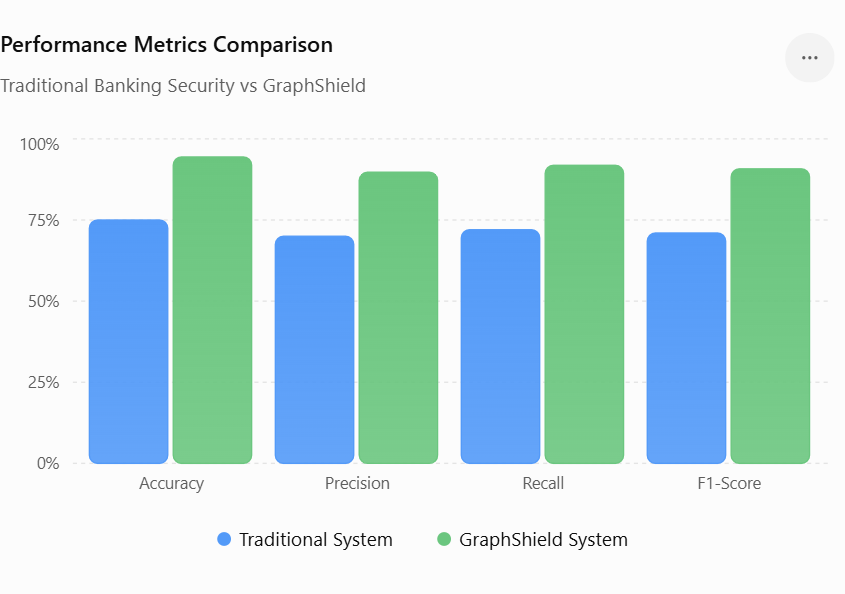 Performance Metrics Comparison
Traditional Banking Security vs GraphShield
100%
75%
50%
25%
0%
Accuracy Precision Recall F1-Score
Traditional System GraphShield System